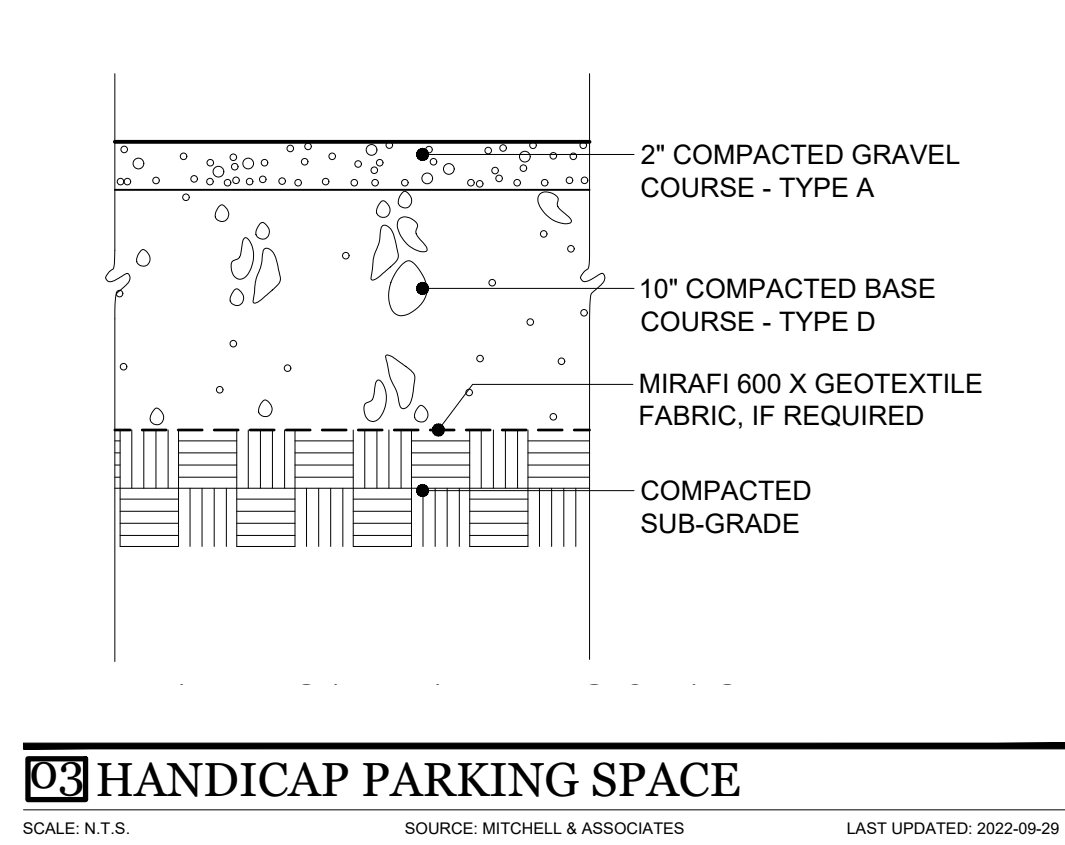 2" COMPACTED GRAVEL
COURSE - TYPE A
10" COMPACTED BASE
COURSE - TYPE D
MIRAFI 600 X GEOTEXTILE
FABRIC, IF REQUIRED
COMPACTED
SUB-GRADE
03 HANDICAP PARKING SPACE
SCALE: N.T.S.
SOURCE: MITCHELL & ASSOCIATES
LAST UPDATED: 2022-09-29